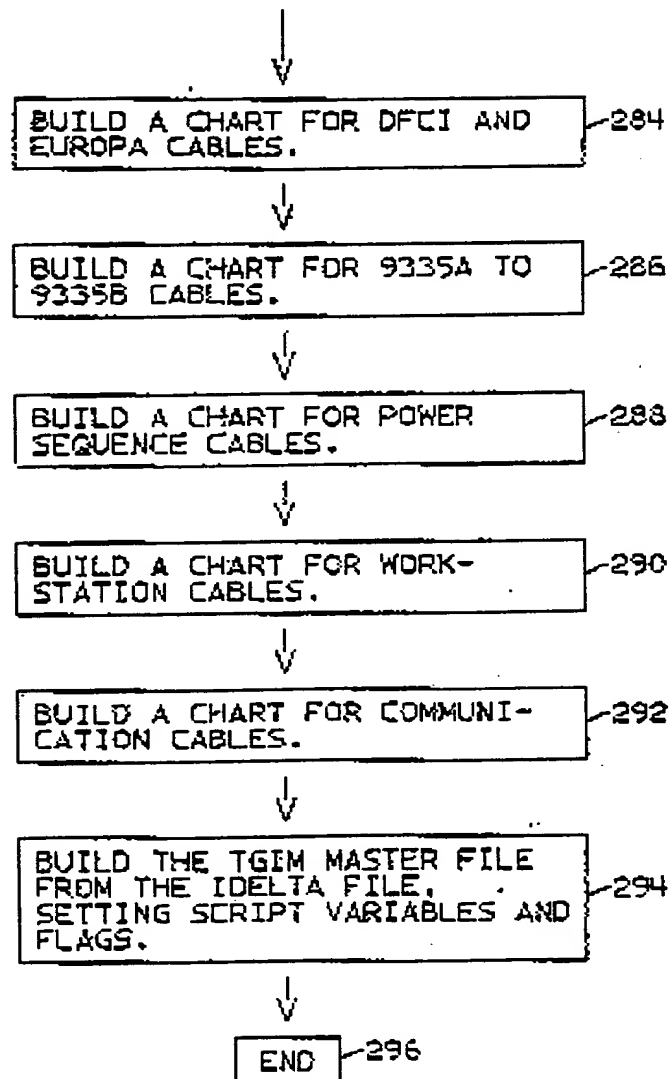 BUILD A CHART FOR DFCI AND
EUROPA CABLES.
284
BUILD A CHART FOR 9335A TO
9335B CABLES.
286
BUILD A CHART FOR POWER
SEQUENCE CABLES.
288
BUILD A CHART FOR WORK-
STATION CABLES.
290
BUILD A CHART FOR COMMUNI-
CATION CABLES.
292
BUILD THE TGIM MASTER FILE
FROM THE IDELTA FILE,
SETTING SCRIPT VARIABLES AND
FLAGS.
294
END
296